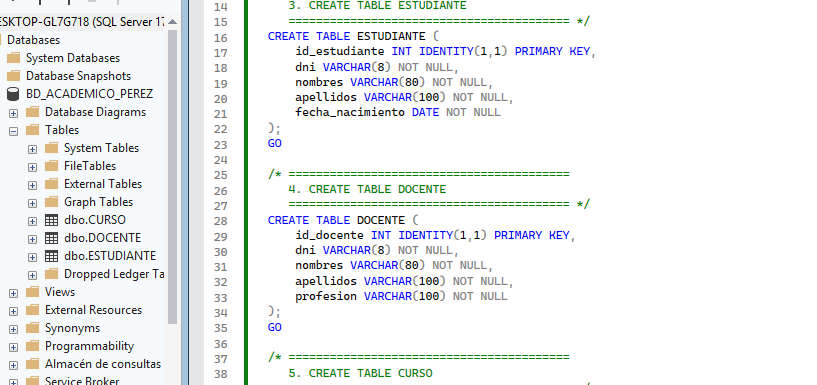 ESKTOP-GL7G718 (SQL Server 17
Databases
System Databases
Database Snapshots
BD_ACADEMICO_PEREZ
Database Diagrams
Tables
System Tables
FileTables
External Tables
Graph Tables
dbo.CURSO
dbo.DOCENTE
dbo.ESTUDIANTE
Dropped Ledger Ta
Views
External Resources
Synonyms
Programmability
Almacén de consultas
Service Broker
14 3. CREATE TABLE ESTUDIANTE
15 ========================================= */
16 CREATE TABLE ESTUDIANTE (
17 id_estudiante INT IDENTITY(1,1) PRIMARY KEY,
18 dni VARCHAR(8) NOT NULL,
19 nombres VARCHAR(80) NOT NULL,
20 apellidos VARCHAR(100) NOT NULL,
21 fecha_nacimiento DATE NOT NULL
22 );
23 GO
24
25 /* =========================================
26 4. CREATE TABLE DOCENTE
27 ========================================= */
28 CREATE TABLE DOCENTE (
29 id_docente INT IDENTITY(1,1) PRIMARY KEY,
30 dni VARCHAR(8) NOT NULL,
31 nombres VARCHAR(80) NOT NULL,
32 apellidos VARCHAR(100) NOT NULL,
33 profesion VARCHAR(100) NOT NULL
34 );
35 GO
36
37 /* =========================================
38 5. CREATE TABLE CURSO